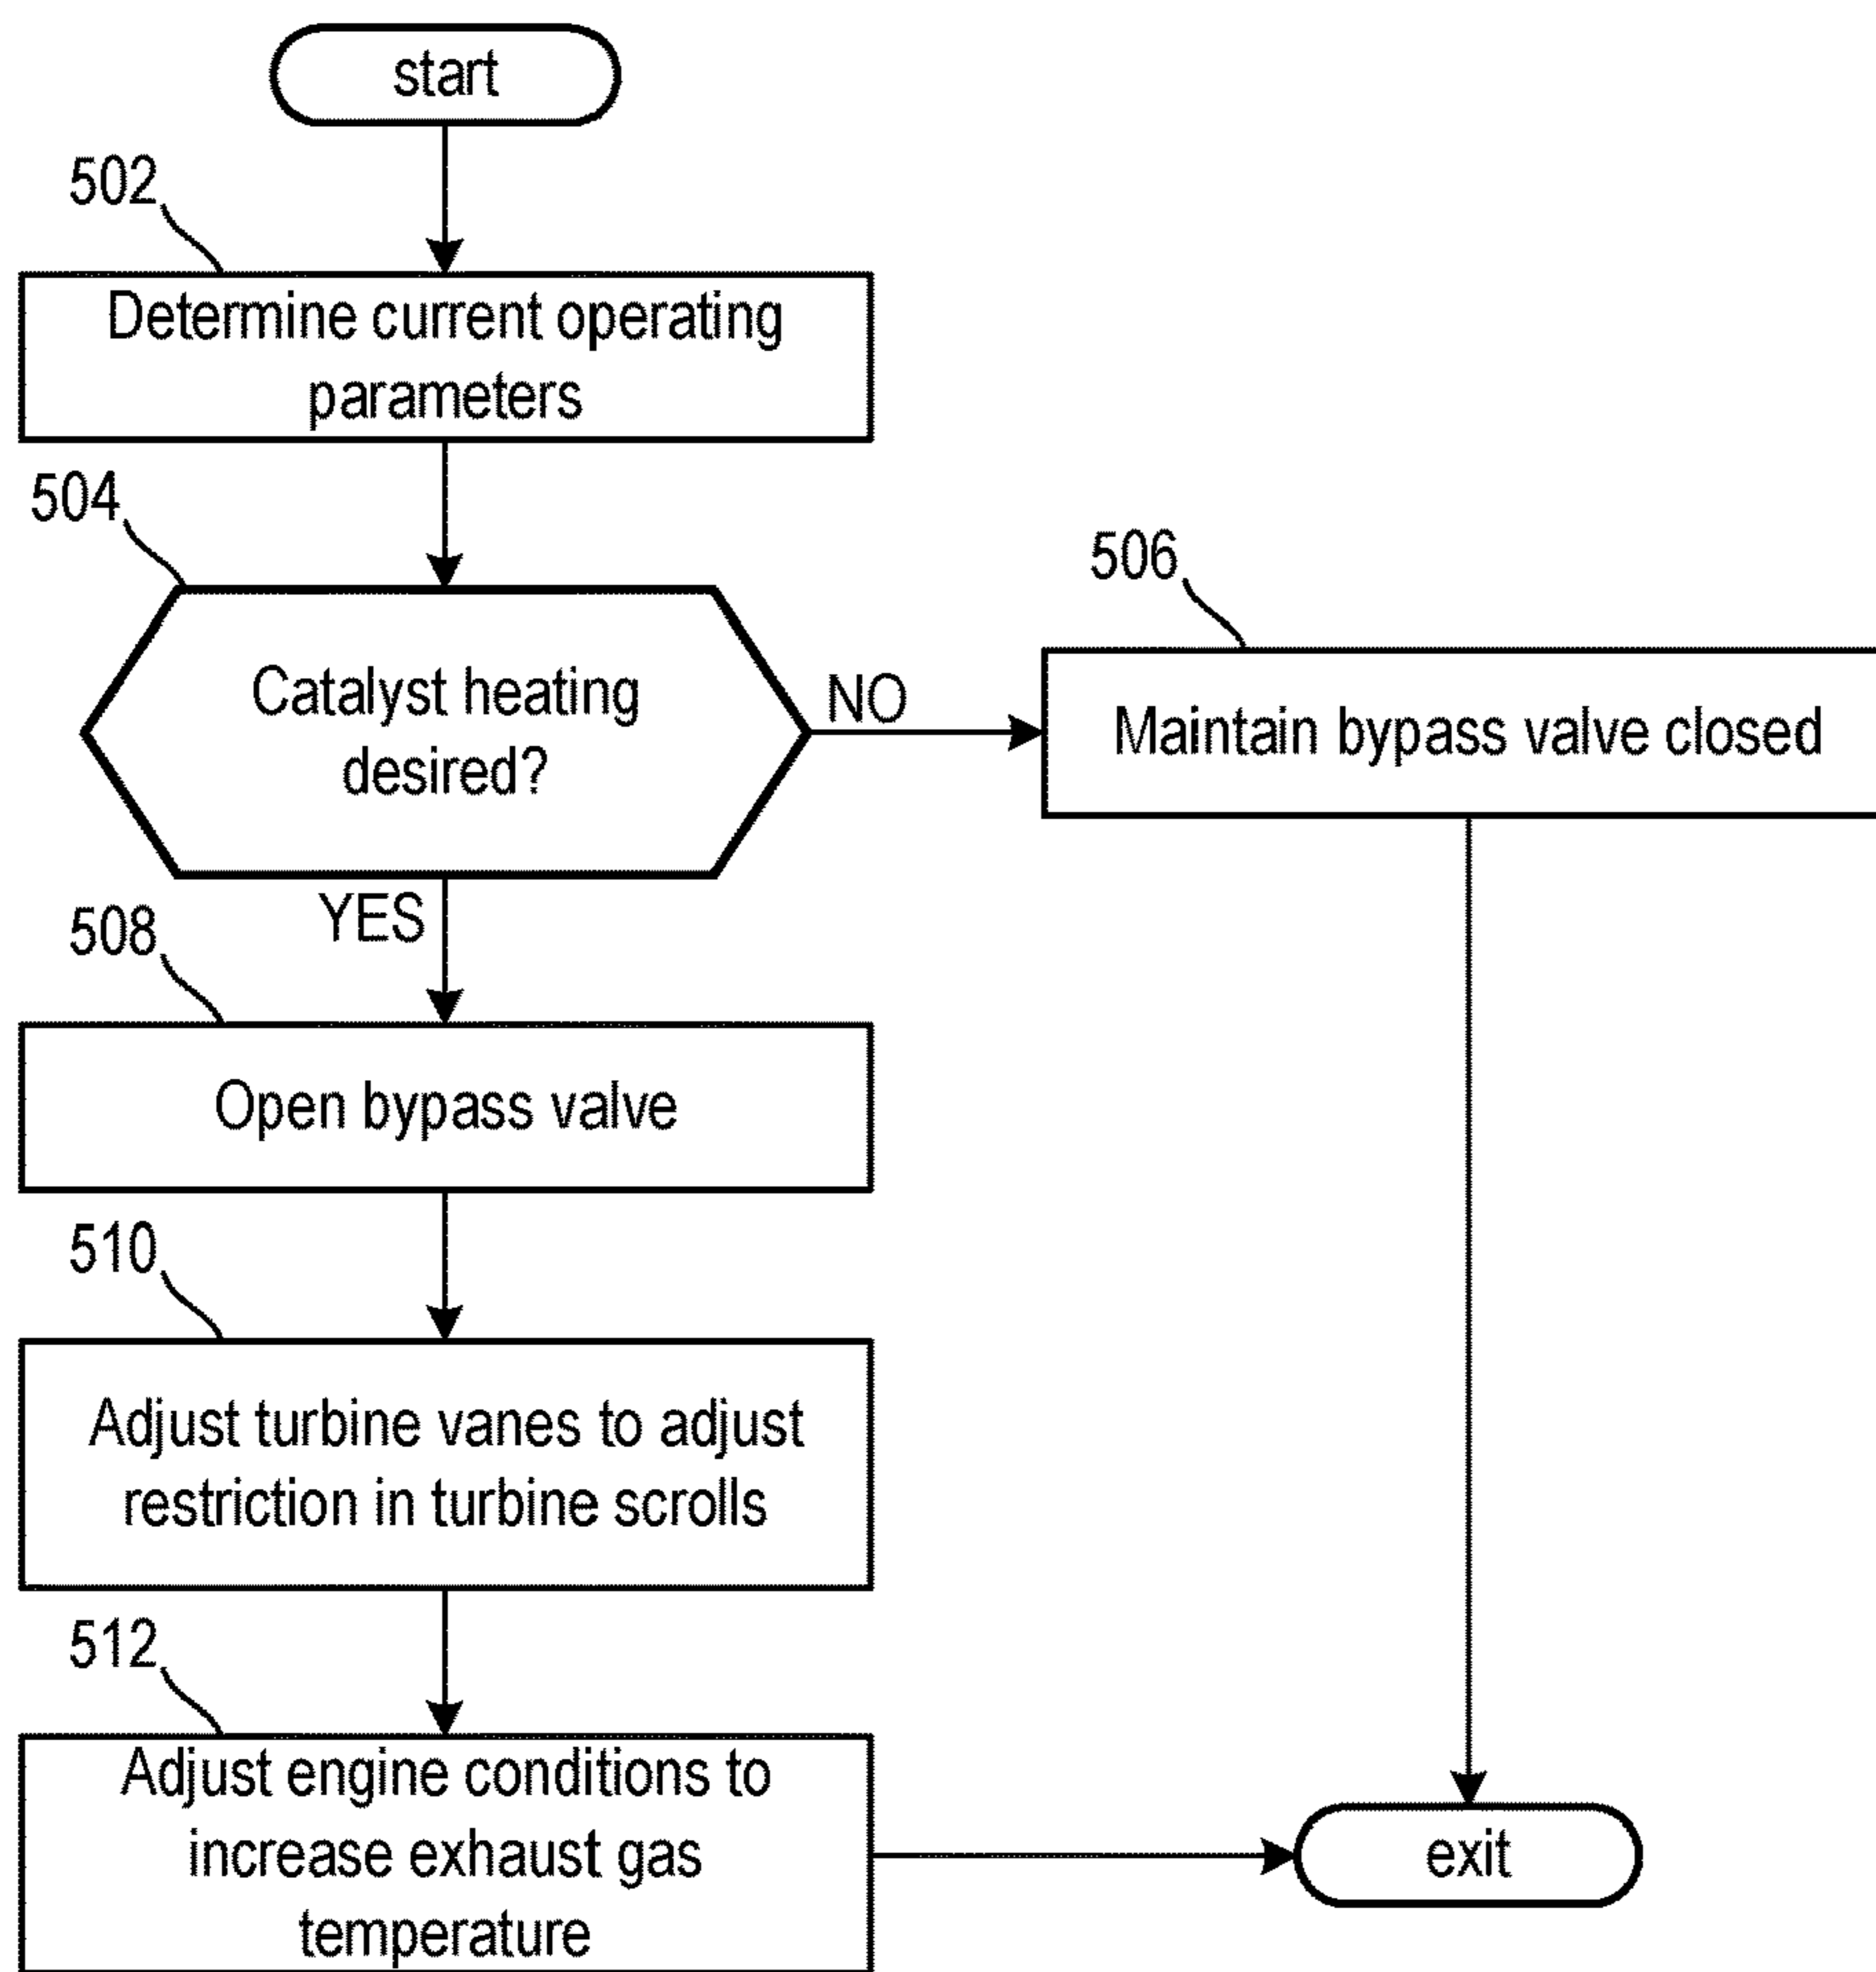 start
502
Determine current operating
parameters
504
Catalyst heating
desired?
NO
506
Maintain bypass valve closed
YES
508
Open bypass valve
510
Adjust turbine vanes to adjust
restriction in turbine scrolls
512
Adjust engine conditions to
increase exhaust gas
temperature
exit